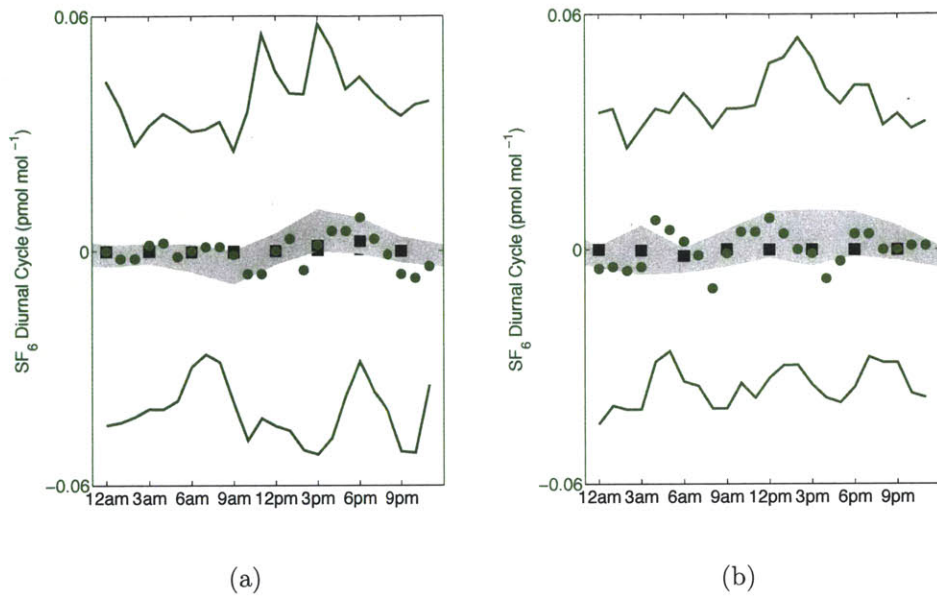 0.06
0
−0.06
SF6 Diurnal Cycle (pmol mol −1)
12am 3am 6am 9am 12pm 3pm 6pm 9pm
(a)
0.06
0
−0.06
SF6 Diurnal Cycle (pmol mol −1)
12am 3am 6am 9am 12pm 3pm 6pm 9pm
(b)